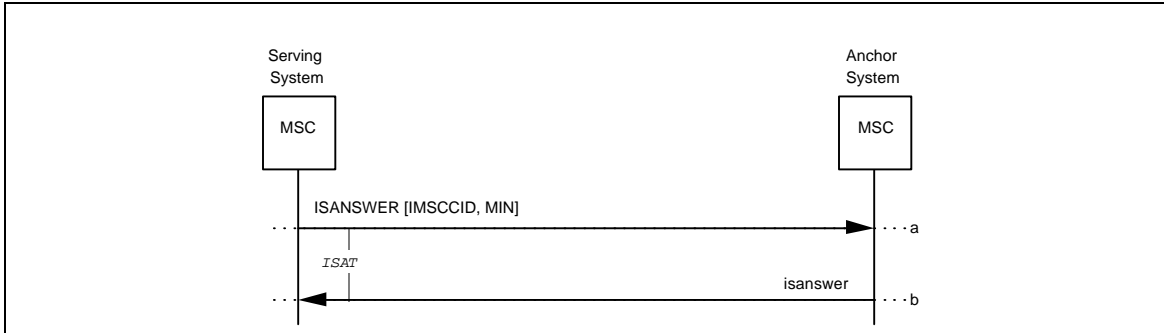 Serving
System
Anchor
System
MSC
MSC
ISANSWER [IMSCCID, MIN]
a
ISAT
isanswer
b